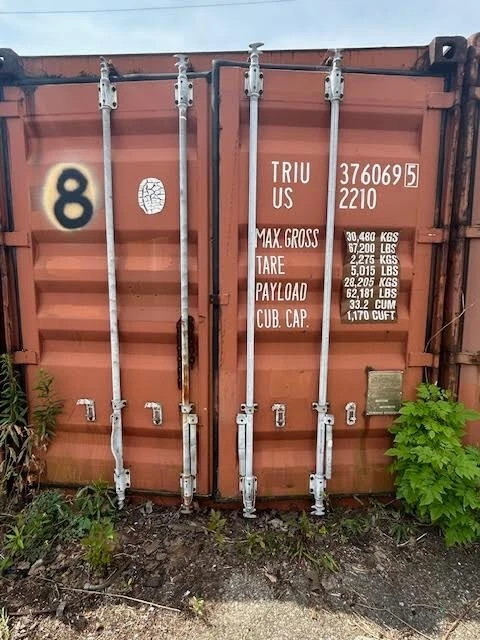 8
TRIU 376069 5
US 2210
MAX. GROSS 30,480 KGS
67,200 LBS
TARE 2,275 KGS
5,015 LBS
PAYLOAD 28,205 KGS
62,181 LBS
CUB. CAP. 33.2 CUM
1,170 CUFT